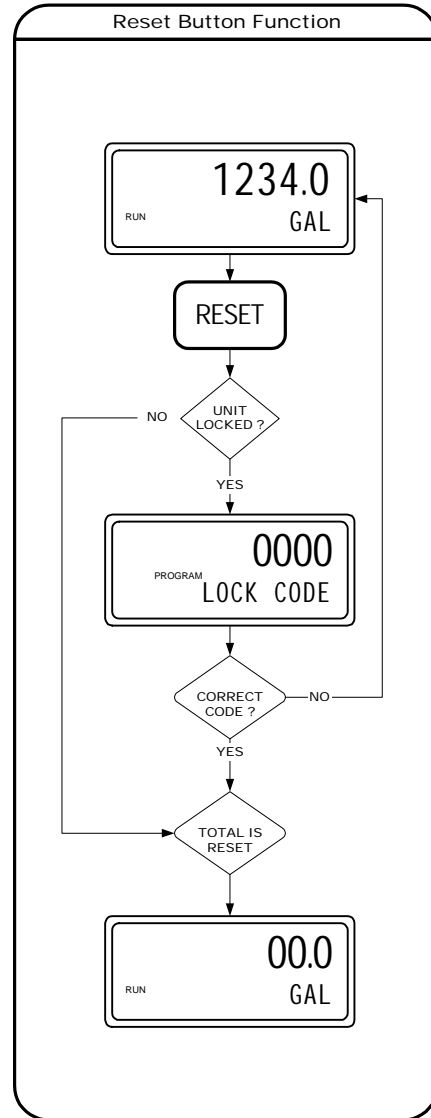 Reset Button Function
1234.0
RUN GAL
RESET
UNIT
LOCKED ?
NO
YES
0000
PROGRAM
LOCK CODE
CORRECT
CODE ?
NO
YES
TOTAL IS
RESET
00.0
RUN GAL